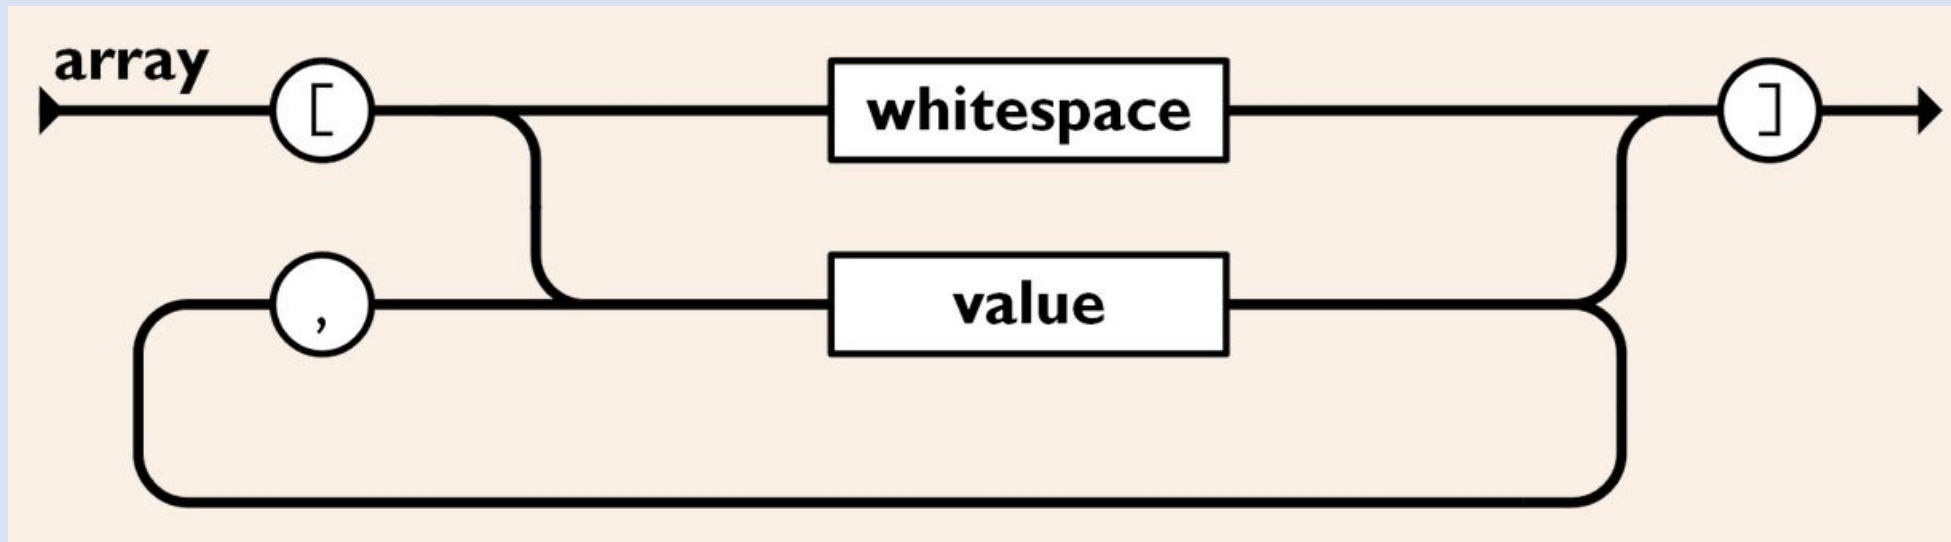 array
[ whitespace ]
, value